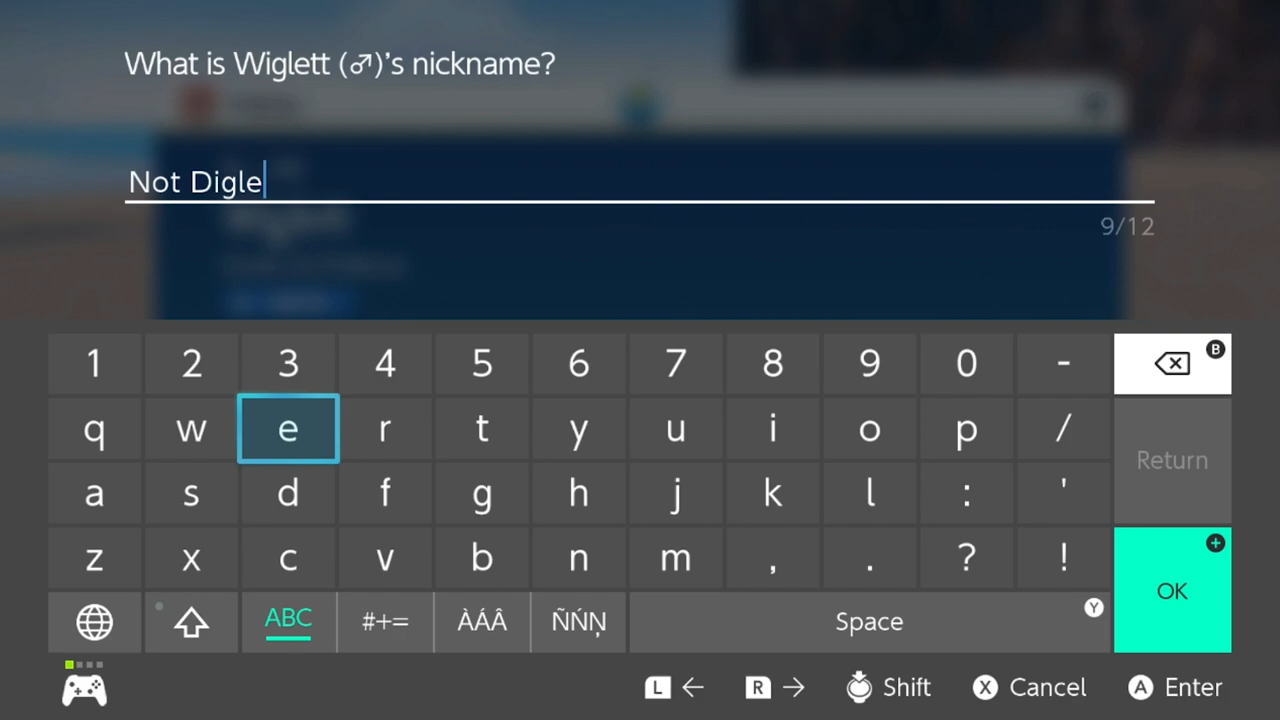 What is Wiglett (♂)'s nickname?
Not Digle
9/12
1 2 3 4 5 6 7 8 9 0 - B
q w e r t y u i o p / Return
a s d f g h j k l : '
z x c v b n m , . ? ! + OK
ABC #+= ÀÁÂ ÑŃŅ Space Y
L ← R → Shift X Cancel A Enter